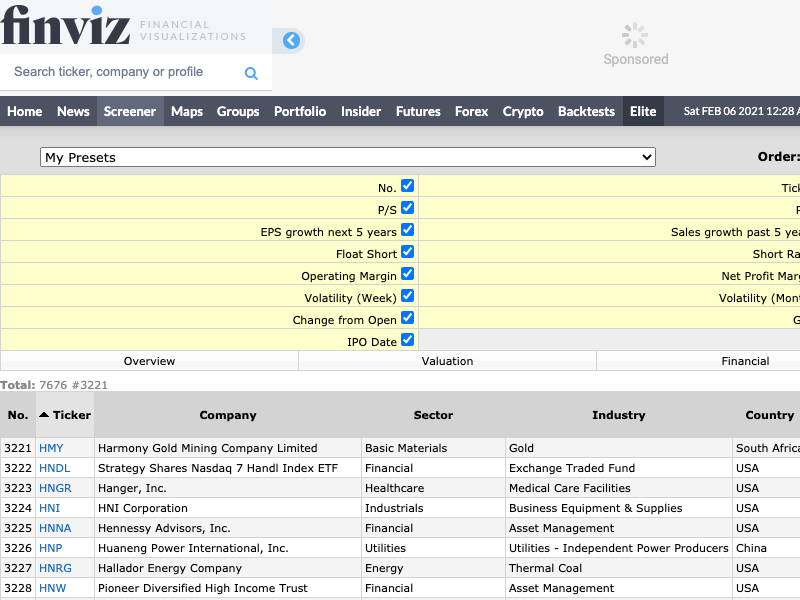 finviz FINANCIAL VISUALIZATIONS
Search ticker, company or profile
Sponsored
Home News Screener Maps Groups Portfolio Insider Futures Forex Crypto Backtests Elite Sat FEB 06 2021 12:28 A
My Presets Order:
No. Tick
P/S P
EPS growth next 5 years Sales growth past 5 yea
Float Short Short Ra
Operating Margin Net Profit Marg
Volatility (Week) Volatility (Mont
Change from Open G
IPO Date
Overview Valuation Financial
Total: 7676 #3221
No. Ticker Company Sector Industry Country
3221 HMY Harmony Gold Mining Company Limited Basic Materials Gold South Africa
3222 HNDL Strategy Shares Nasdaq 7 Handl Index ETF Financial Exchange Traded Fund USA
3223 HNGR Hanger, Inc. Healthcare Medical Care Facilities USA
3224 HNI HNI Corporation Industrials Business Equipment & Supplies USA
3225 HNNA Hennessy Advisors, Inc. Financial Asset Management USA
3226 HNP Huaneng Power International, Inc. Utilities Utilities - Independent Power Producers China
3227 HNRG Hallador Energy Company Energy Thermal Coal USA
3228 HNW Pioneer Diversified High Income Trust Financial Asset Management USA